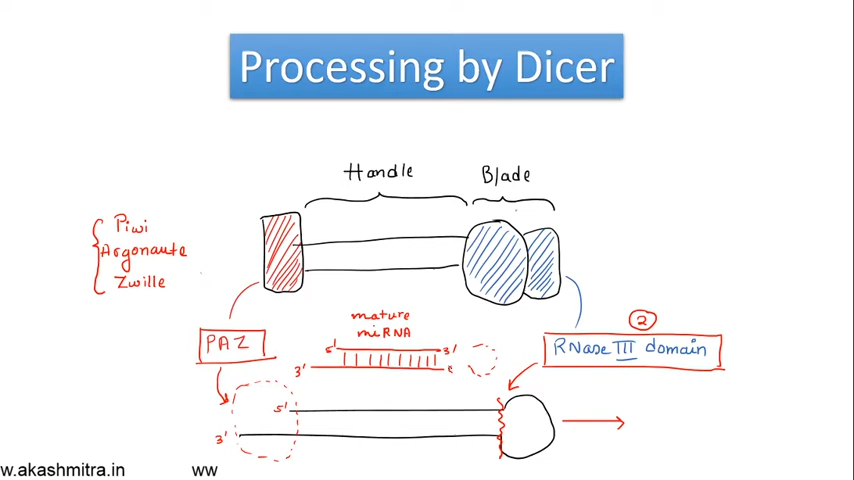 Processing by Dicer
Handle
Blade
Piwi
Argonaute
Zwille
mature
miRNA
2
PAZ
5' 3'
RNase III domain
3'
5'
3'
w.akashmitra.in ww